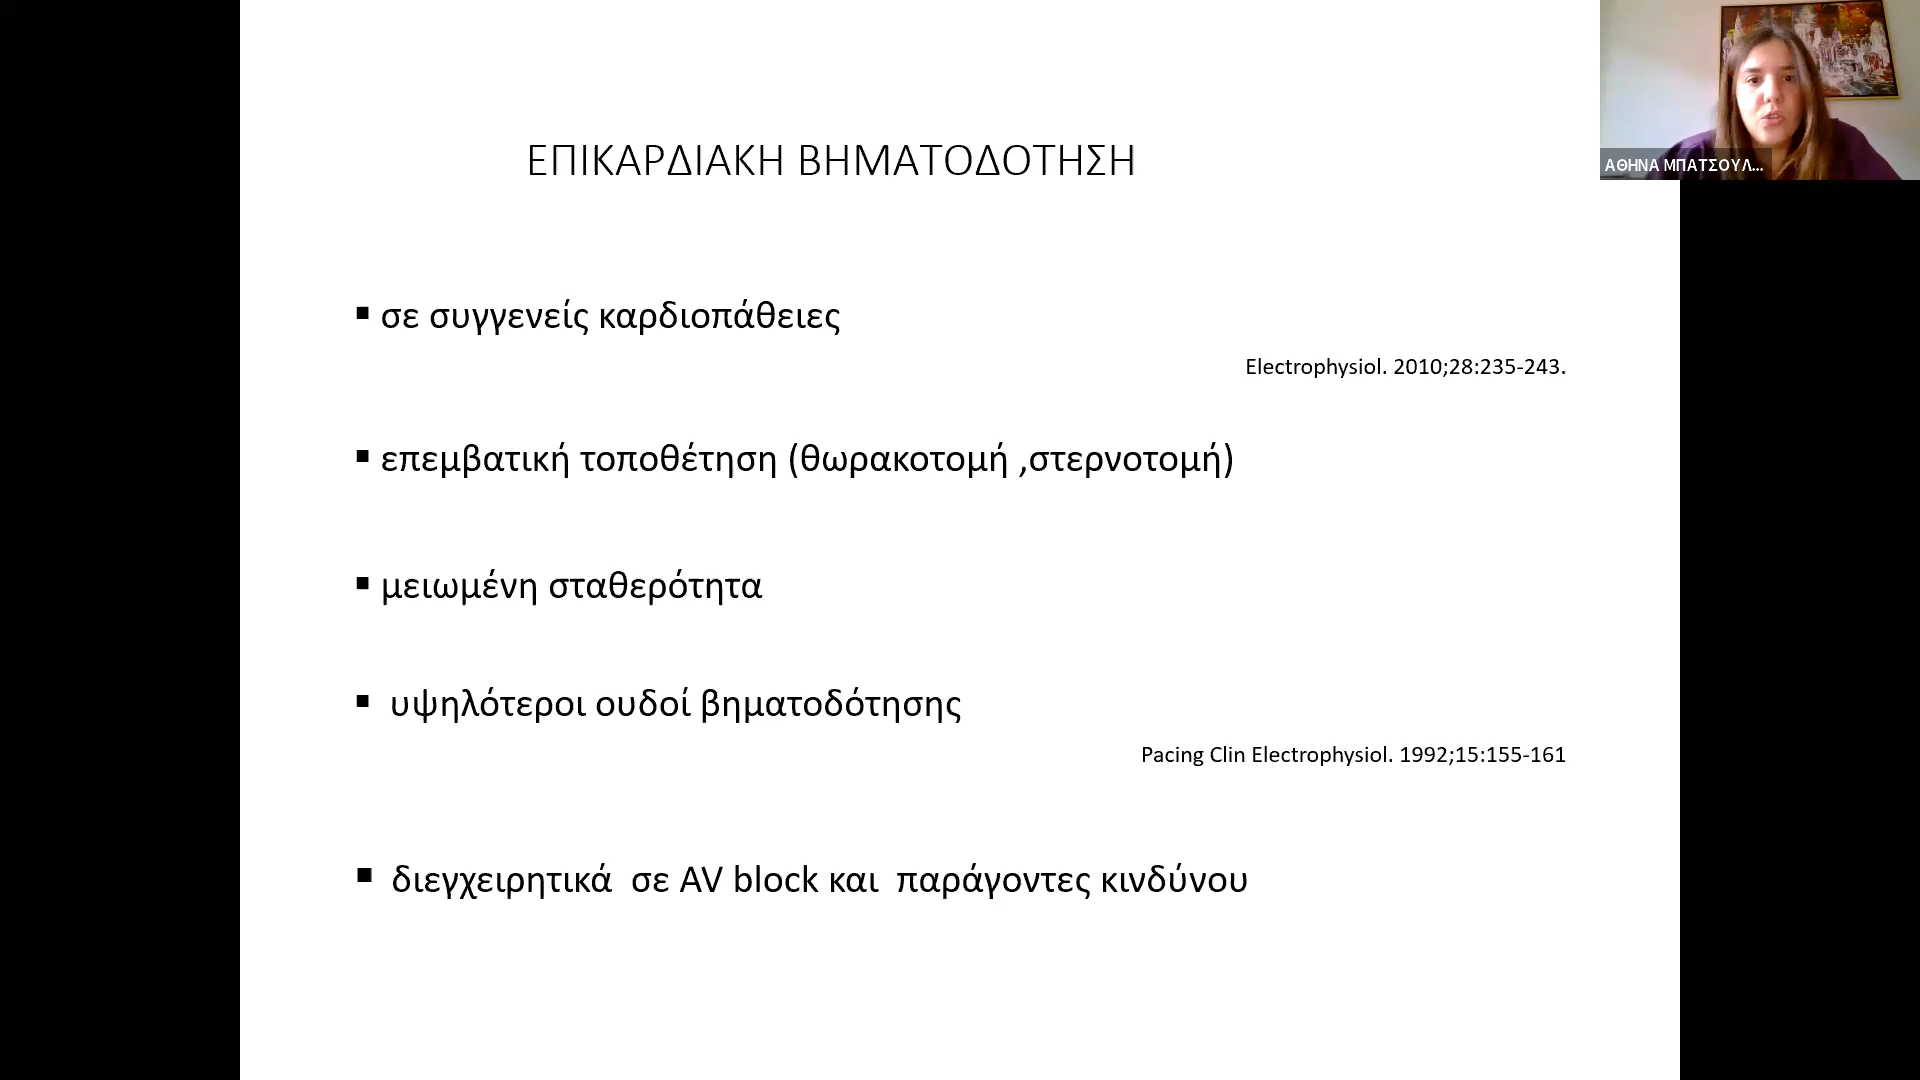 ΕΠΙΚΑΡΔΙΑΚΗ ΒΗΜΑΤΟΔΟΤΗΣΗ
ΑΘΗΝΑ ΜΠΑΤΣΟΥΛ...
▪ σε συγγενείς καρδιοπάθειες
Electrophysiol. 2010;28:235-243.
▪ επεμβατική τοποθέτηση (θωρακοτομή ,στερνοτομή)
▪ μειωμένη σταθερότητα
▪ υψηλότεροι ουδοί βηματοδότησης
Pacing Clin Electrophysiol. 1992;15:155-161
▪ διεγχειρητικά σε AV block και παράγοντες κινδύνου